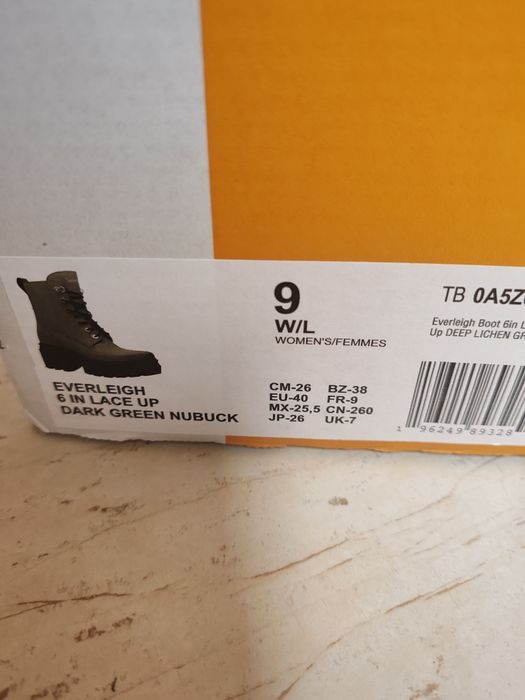 9
W/L
WOMEN'S/FEMMES
EVERLEIGH
6 IN LACE UP
DARK GREEN NUBUCK
CM-26 BZ-38
EU-40 FR-9
MX-25,5 CN-260
JP-26 UK-7
TB
Everleigh Boot 6in
Up DEEP LICHEN
1 96249 89328